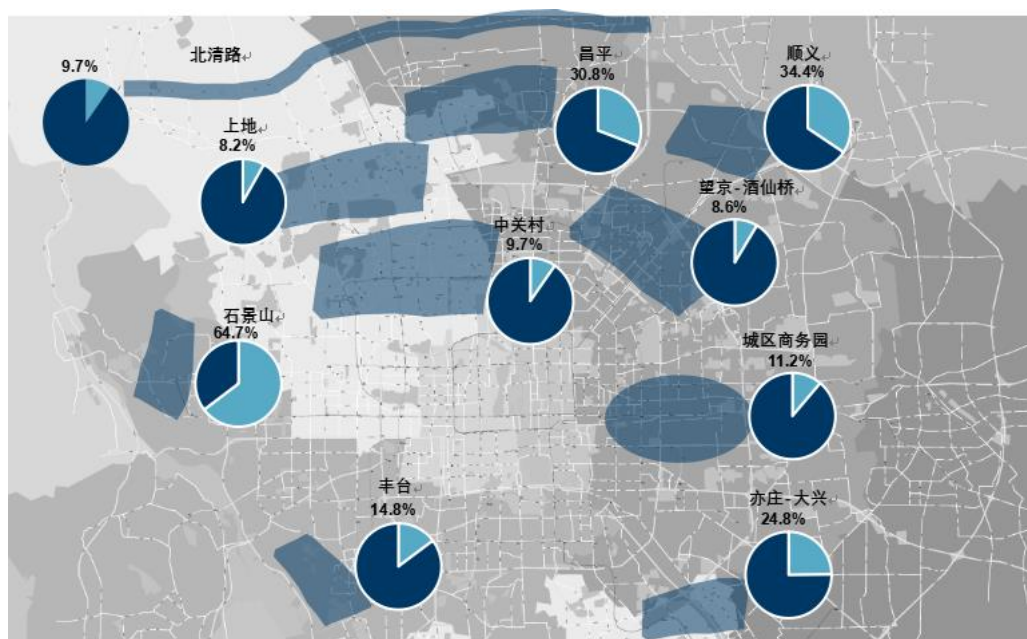 北清路
9.7%
昌平
30.8%
顺义
34.4%
上地
8.2%
望京-酒仙桥
8.6%
中关村
9.7%
石景山
64.7%
城区商务园
11.2%
丰台
14.8%
亦庄-大兴
24.8%